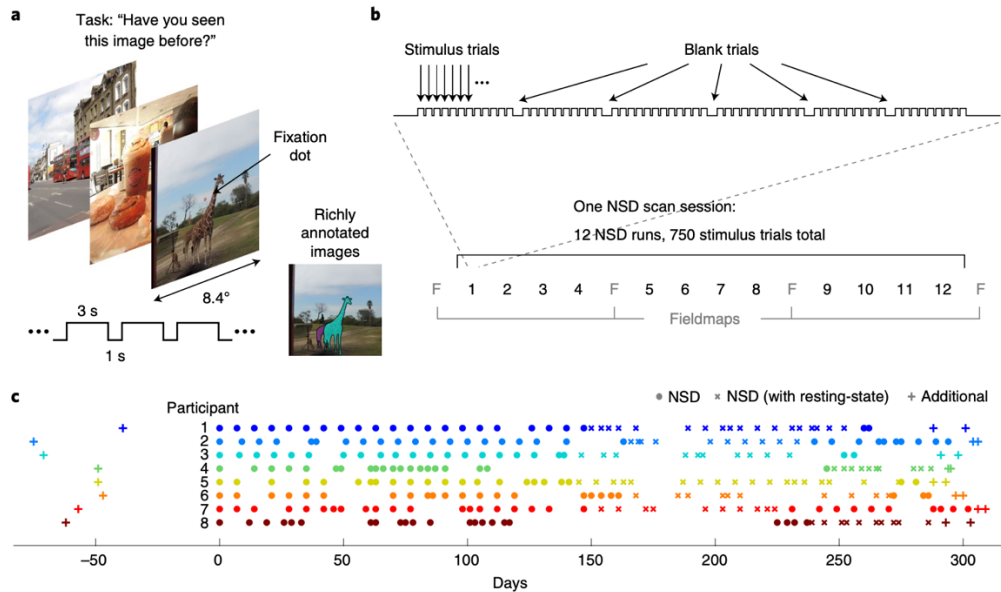 a
Task: “Have you seen
this image before?”
Fixation
dot
Richly
annotated
images
8.4°
3 s
1 s
b
Stimulus trials
Blank trials
One NSD scan session:
12 NSD runs, 750 stimulus trials total
F 1 2 3 4 F 5 6 7 8 F 9 10 11 12 F
Fieldmaps
c
Participant
NSD NSD (with resting-state) Additional
1
2
3
4
5
6
7
8
−50 0 50 100 150 200 250 300
Days